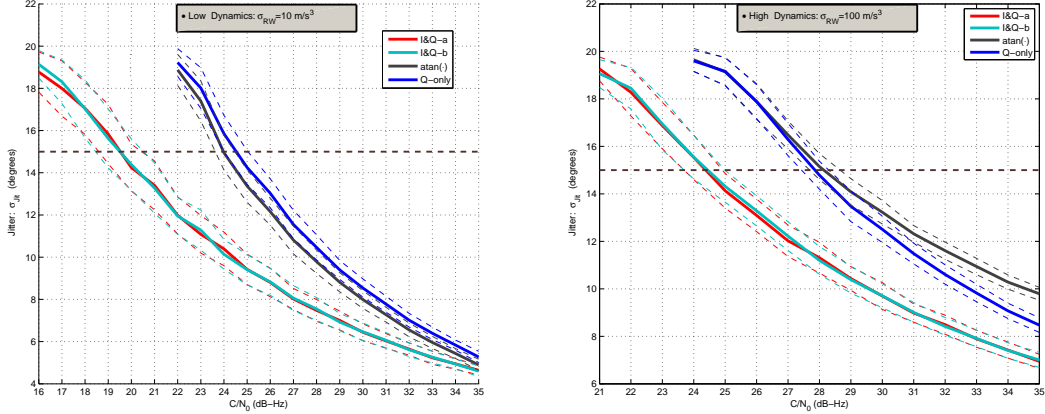 • Low Dynamics: σRW=10 m/s³
I&Q−a
I&Q−b
atan(·)
Q−only
20
18
16
14
12
10
8
6
4
Jitter: σJit (degrees)
16 17 18 19 20 21 22 23 24 25 26 27 28 29 30 31 32 33 34 35
C/N0 (dB−Hz)
• High Dynamics: σRW=100 m/s³
I&Q−a
I&Q−b
atan(·)
Q−only
20
18
16
14
12
10
8
6
Jitter: σJit (degrees)
21 22 23 24 25 26 27 28 29 30 31 32 33 34 35
C/N0 (dB−Hz)